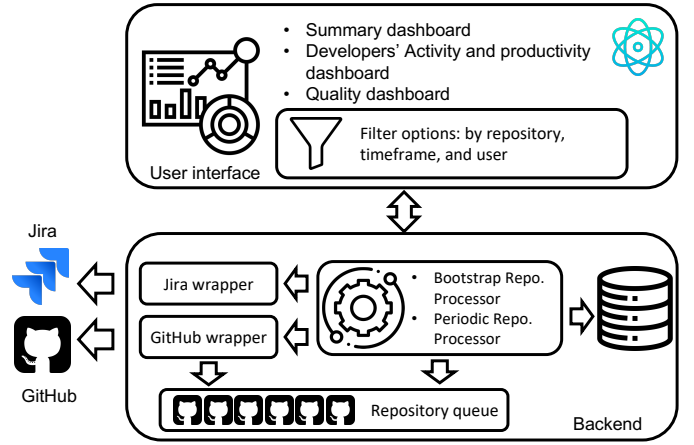 • Summary dashboard
• Developers' Activity and productivity
dashboard
• Quality dashboard
Filter options: by repository,
timeframe, and user
User interface
Jira
Jira wrapper
• Bootstrap Repo.
Processor
• Periodic Repo.
Processor
GitHub wrapper
GitHub
Repository queue
Backend